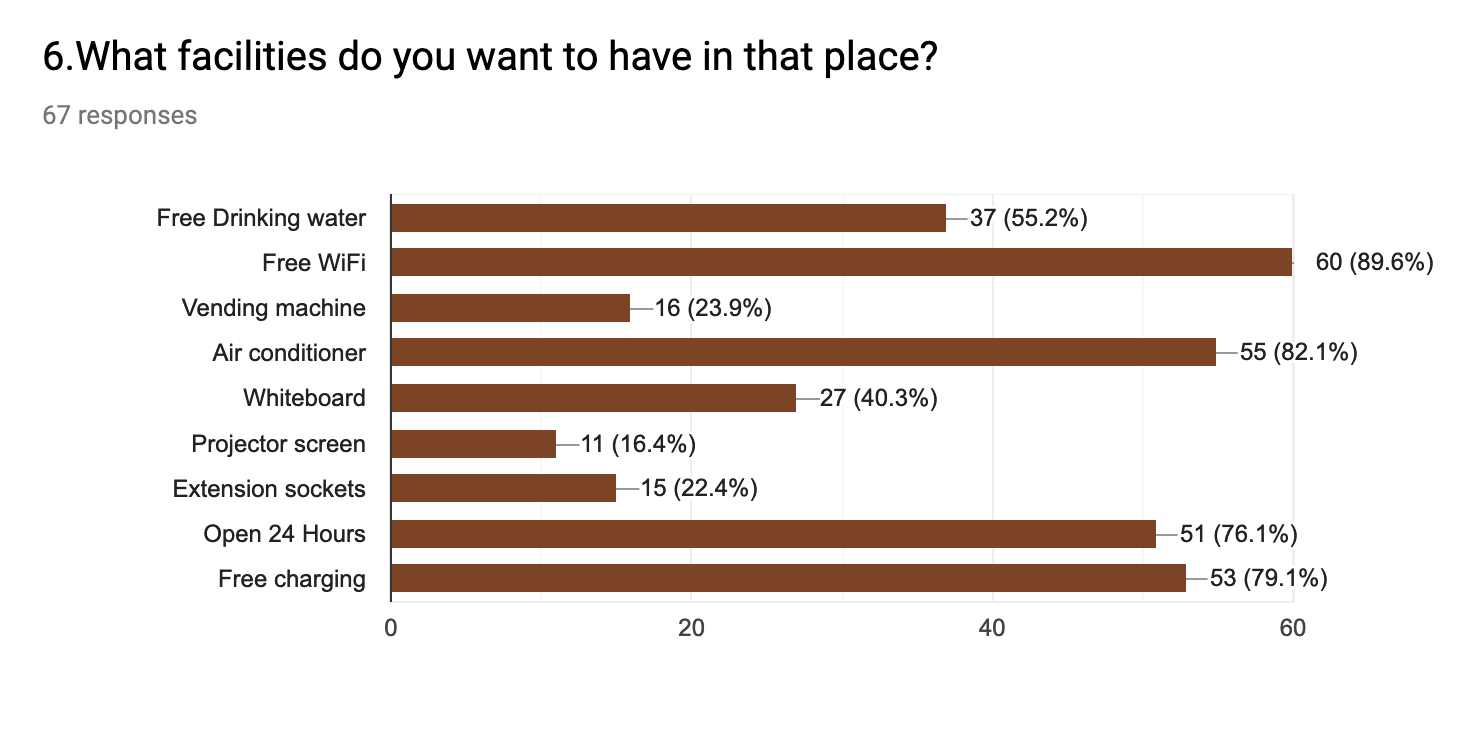 6.What facilities do you want to have in that place?
67 responses
Free Drinking water 37 (55.2%)
Free WiFi 60 (89.6%)
Vending machine 16 (23.9%)
Air conditioner 55 (82.1%)
Whiteboard 27 (40.3%)
Projector screen 11 (16.4%)
Extension sockets 15 (22.4%)
Open 24 Hours 51 (76.1%)
Free charging 53 (79.1%)
0 20 40 60